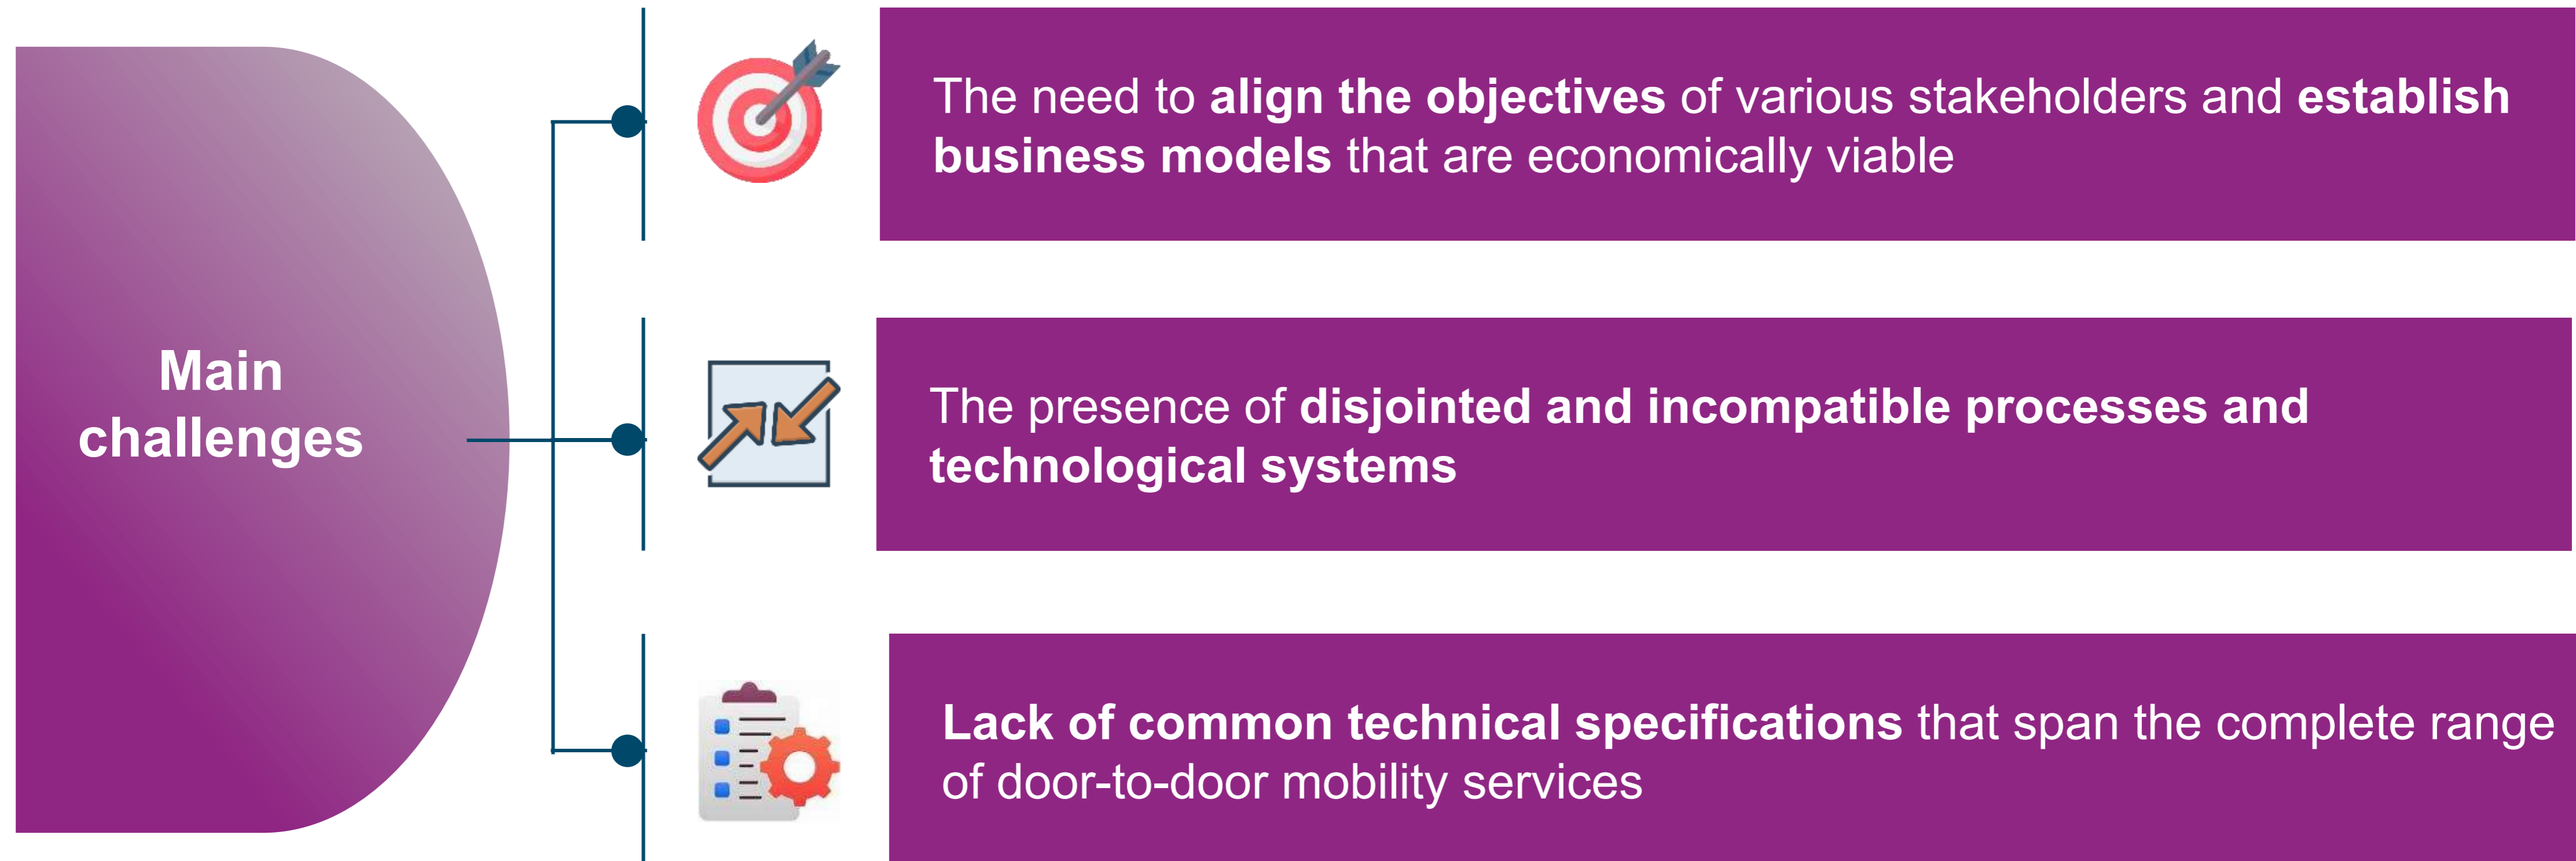 Main
challenges
The need to align the objectives of various stakeholders and establish
business models that are economically viable
The presence of disjointed and incompatible processes and
technological systems
Lack of common technical specifications that span the complete range
of door-to-door mobility services